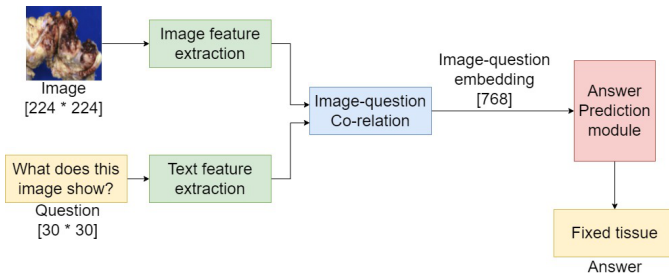 Image
[224 * 224]
Image feature
extraction
What does this
image show?
Question
[30 * 30]
Text feature
extraction
Image-question
Co-relation
Image-question
embedding
[768]
Answer
Prediction
module
Fixed tissue
Answer